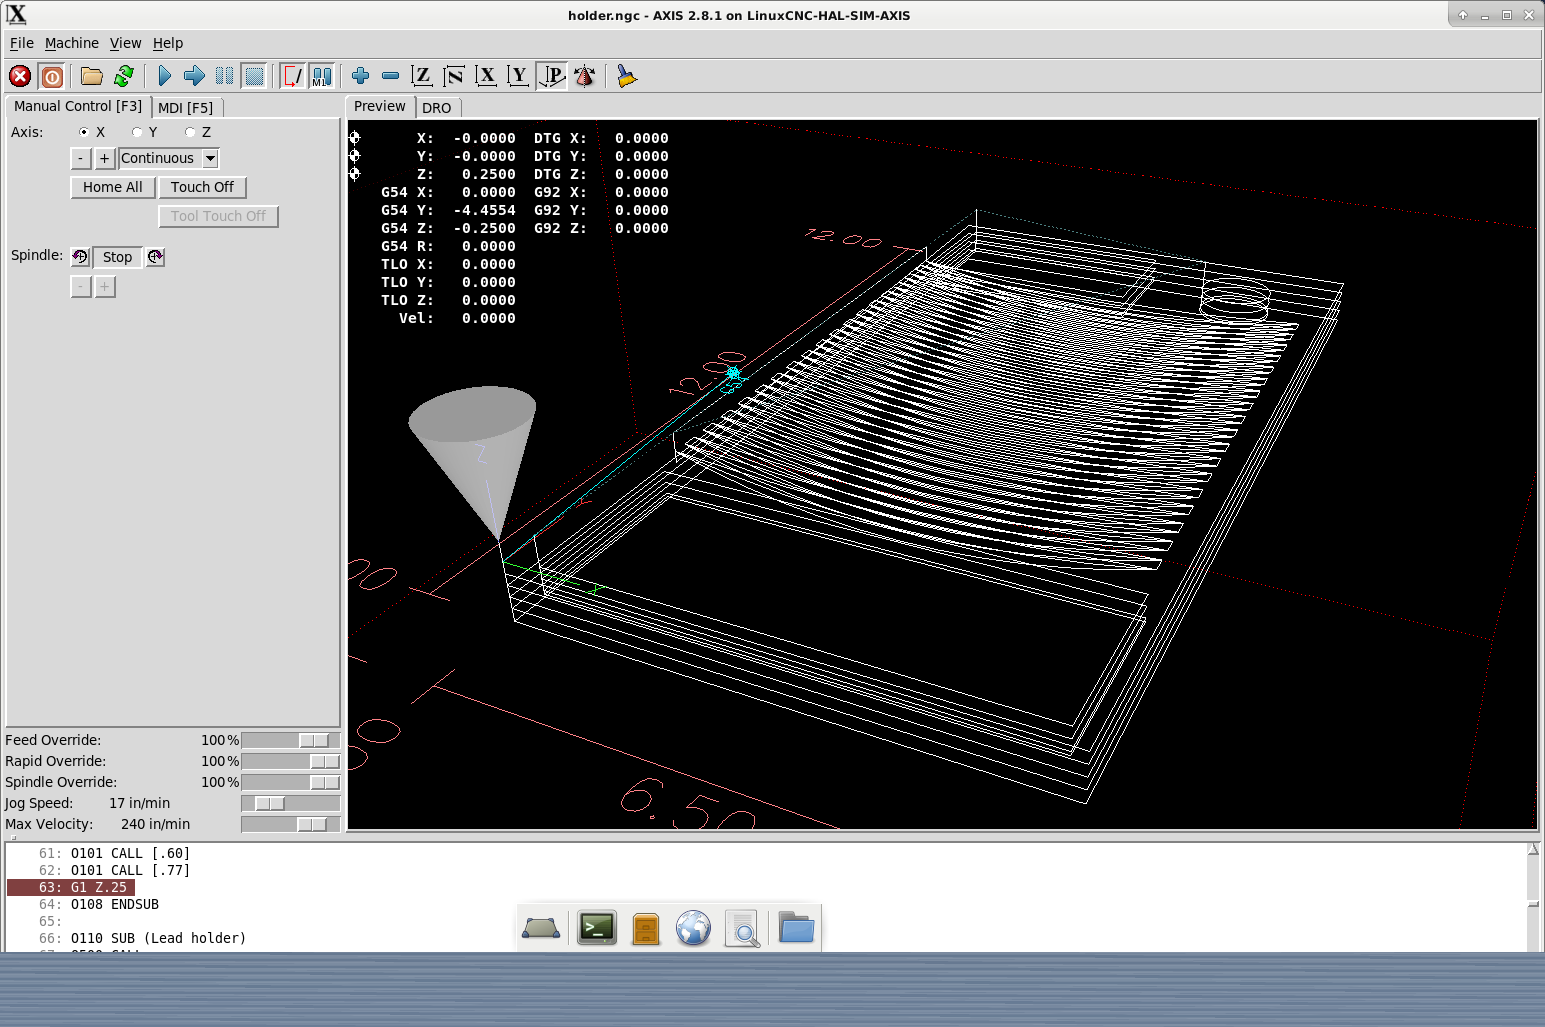 X holder.ngc - AXIS 2.8.1 on LinuxCNC-HAL-SIM-AXIS
File Machine View Help
Z N X Y P
M1
Manual Control [F3] MDI [F5]
Preview DRO
Axis: X Y Z
- + Continuous
Home All Touch Off
Tool Touch Off
Spindle: Stop
- +
X: -0.0000 DTG X: 0.0000
Y: -0.0000 DTG Y: 0.0000
Z: 0.2500 DTG Z: 0.0000
G54 X: 0.0000 G92 X: 0.0000
G54 Y: -4.4554 G92 Y: 0.0000
G54 Z: -0.2500 G92 Z: 0.0000
G54 R: 0.0000
TLO X: 0.0000
TLO Y: 0.0000
TLO Z: 0.0000
Vel: 0.0000
12.00
12.00
Z
00
6.50
Feed Override: 100 %
Rapid Override: 100 %
Spindle Override: 100 %
Jog Speed: 17 in/min
Max Velocity: 240 in/min
61: O101 CALL [.60]
62: O101 CALL [.77]
63: G1 Z.25
64: O108 ENDSUB
65:
66: O110 SUB (Lead holder)